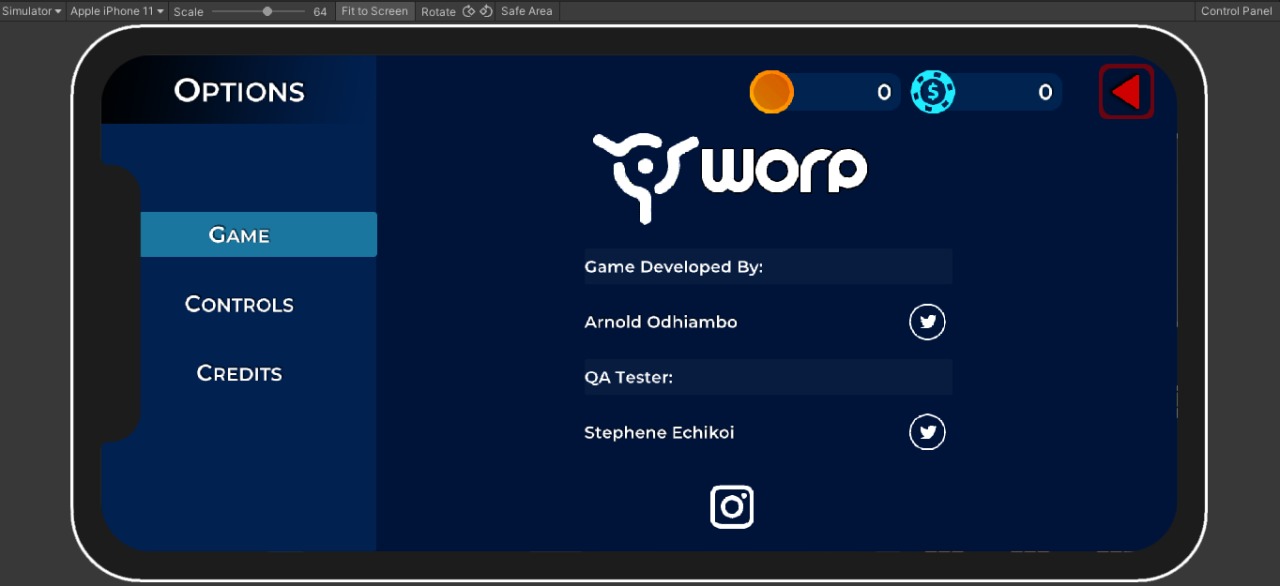 Simulator Apple iPhone 11 Scale 64 Fit to Screen Rotate Safe Area Control Panel
OPTIONS
0 $ 0
worp
GAME
CONTROLS
CREDITS
Game Developed By:
Arnold Odhiambo
QA Tester:
Stephene Echikoi